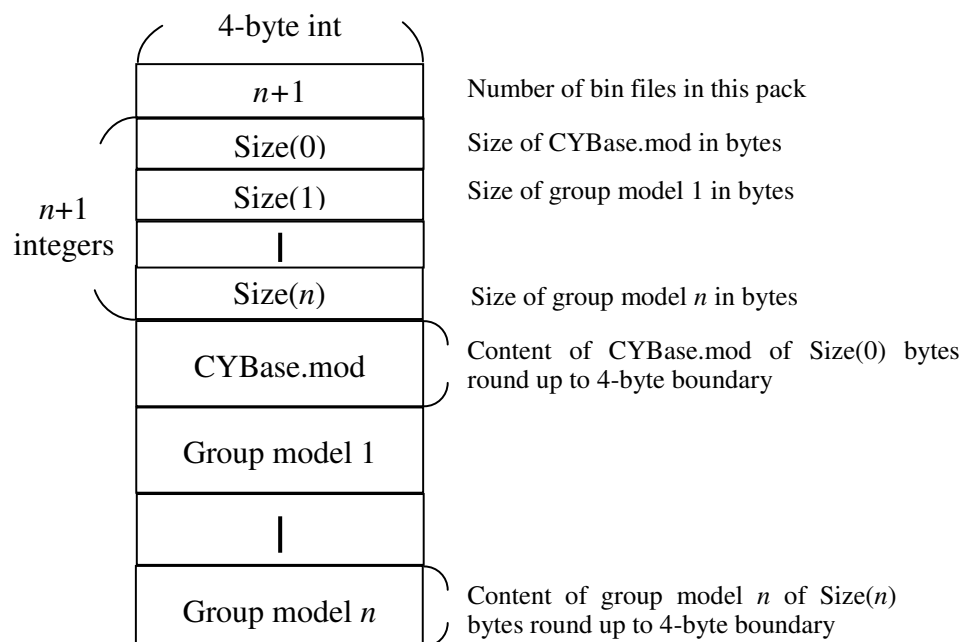 4-byte int
n+1
Number of bin files in this pack
Size(0)
Size of CYBase.mod in bytes
Size(1)
Size of group model 1 in bytes
n+1
integers
Size(n)
Size of group model n in bytes
CYBase.mod
Content of CYBase.mod of Size(0) bytes
round up to 4-byte boundary
Group model 1
Group model n
Content of group model n of Size(n)
bytes round up to 4-byte boundary